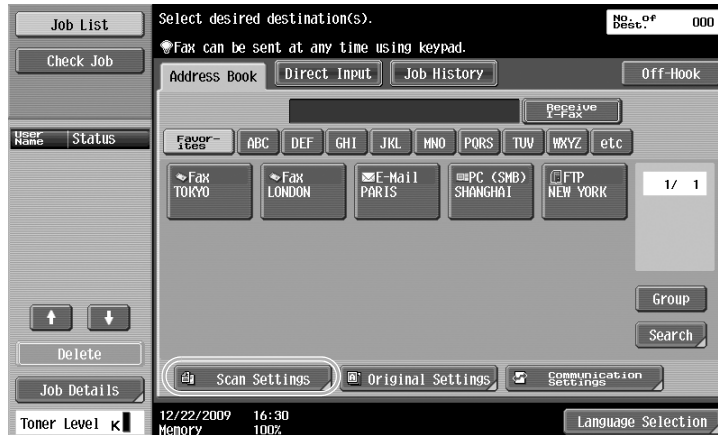 Job List
Check Job
User Name Status
Delete
Job Details
Toner Level K
Select desired destination(s).
No. of Dest. 000
Fax can be sent at any time using keypad.
Address Book Direct Input Job History Off-Hook
Receive I-Fax
Favorites ABC DEF GHI JKL MNO PQRS TUV WXYZ etc
Fax Fax E-Mail PC (SMB) FTP
TOKYO LONDON PARIS SHANGHAI NEW YORK
1/ 1
Group
Search
Scan Settings Original Settings Communication Settings
12/22/2009 16:30
Memory 100%
Language Selection